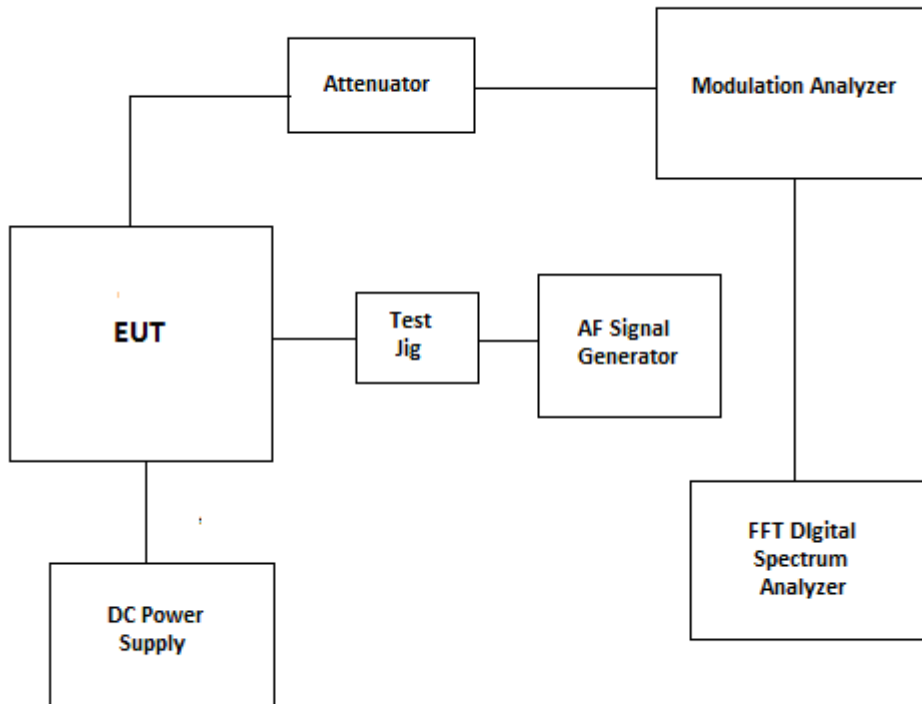 Attenuator
Modulation Analyzer
EUT
Test
Jig
AF Signal
Generator
FFT DIgital
Spectrum
Analyzer
DC Power
Supply